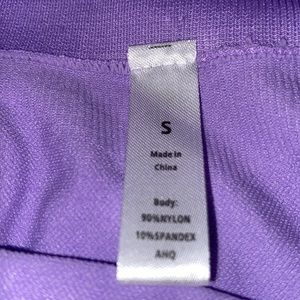 S
Made in
China
Body:
90%NYLON
10%SPANDEX
AHQ